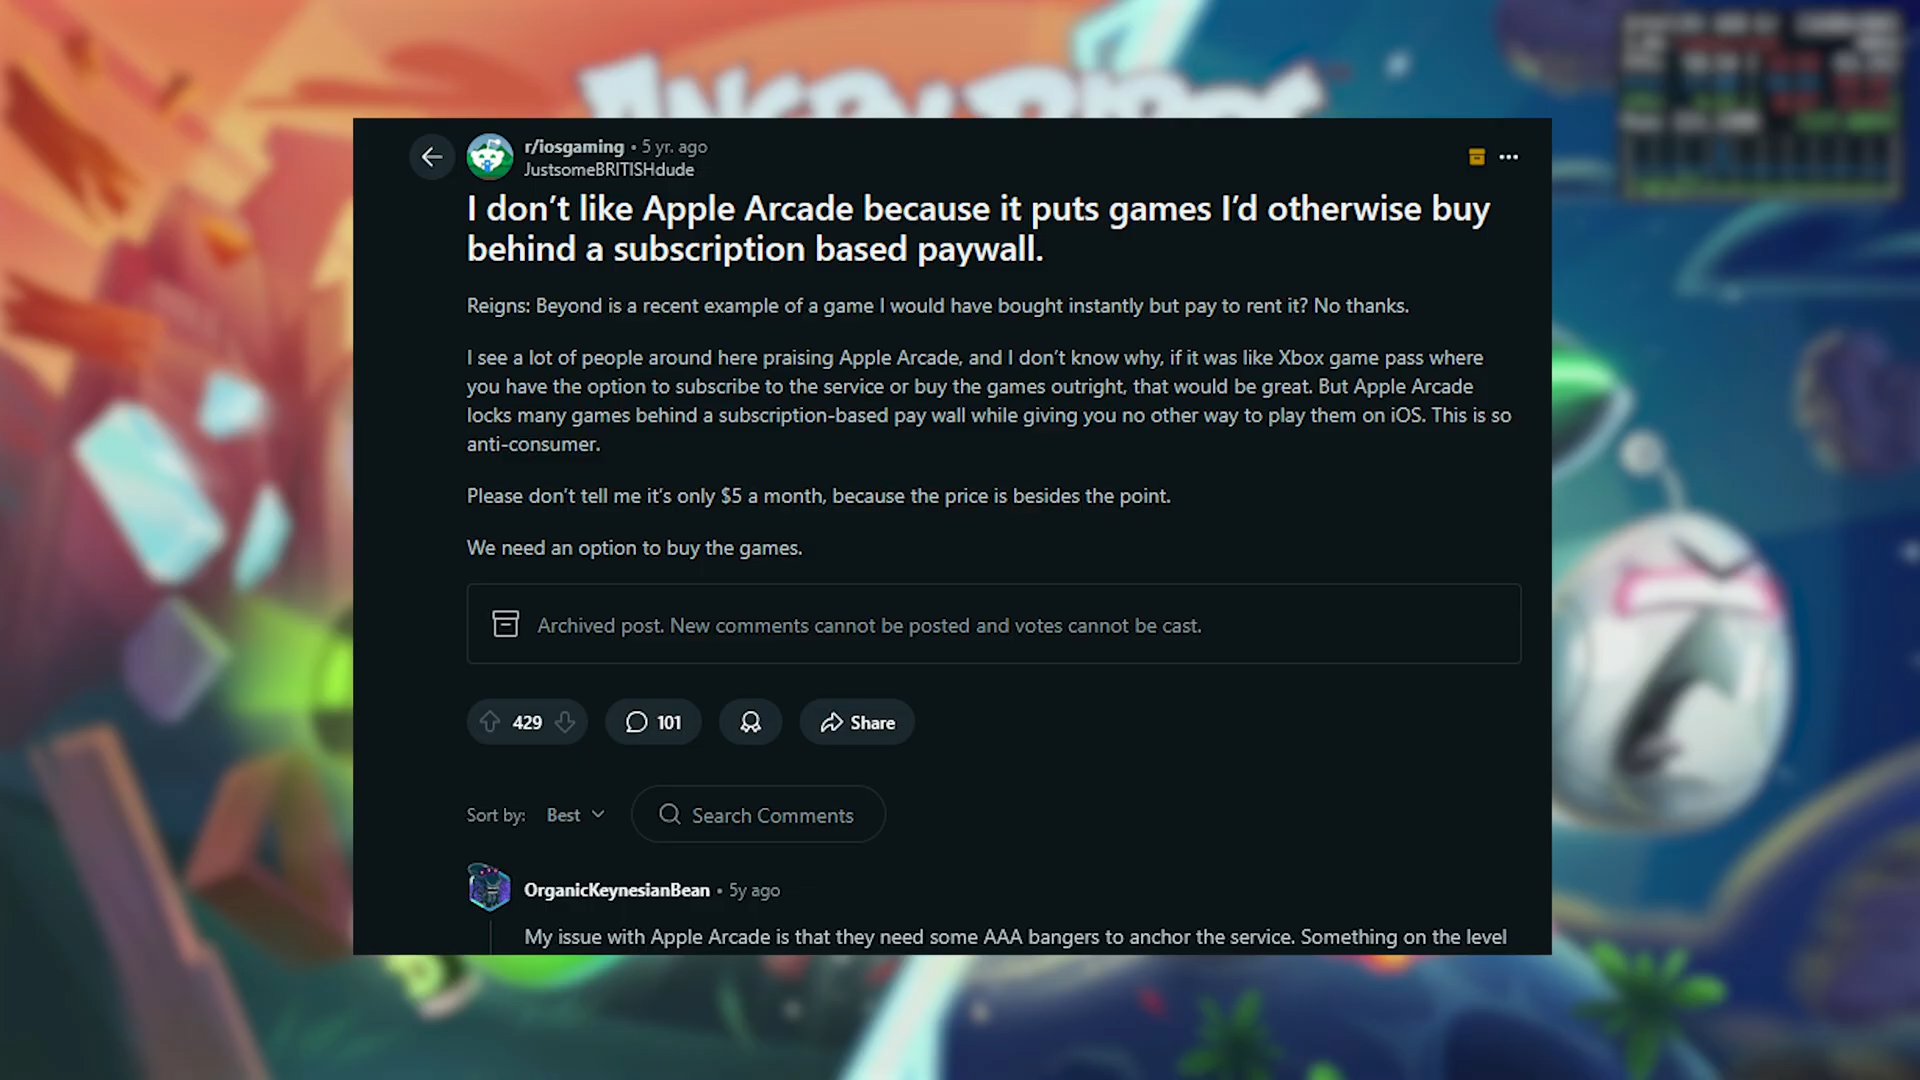 ANGRY BIRDS
r/iosgaming • 5 yr. ago
JustsomeBRITISHdude
I don’t like Apple Arcade because it puts games I’d otherwise buy
behind a subscription based paywall.
Reigns: Beyond is a recent example of a game I would have bought instantly but pay to rent it? No thanks.
I see a lot of people around here praising Apple Arcade, and I don’t know why, if it was like Xbox game pass where
you have the option to subscribe to the service or buy the games outright, that would be great. But Apple Arcade
locks many games behind a subscription-based pay wall while giving you no other way to play them on iOS. This is so
anti-consumer.
Please don’t tell me it’s only $5 a month, because the price is besides the point.
We need an option to buy the games.
Archived post. New comments cannot be posted and votes cannot be cast.
429 101 Share
Sort by: Best Search Comments
OrganicKeynesianBean • 5y ago
My issue with Apple Arcade is that they need some AAA bangers to anchor the service. Something on the level